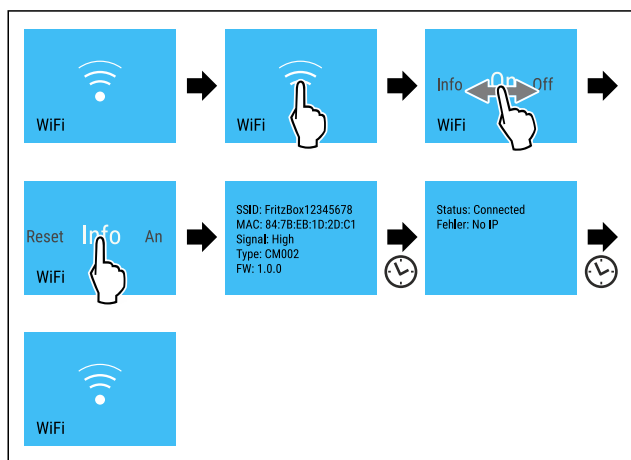 WiFi
WiFi
Info On Off
WiFi
Reset Info An
WiFi
SSID: FritzBox12345678
MAC: 84:7B:EB:1D:2D:C1
Signal: High
Type: CM002
FW: 1.0.0
Status: Connected
Fehler: No IP
WiFi